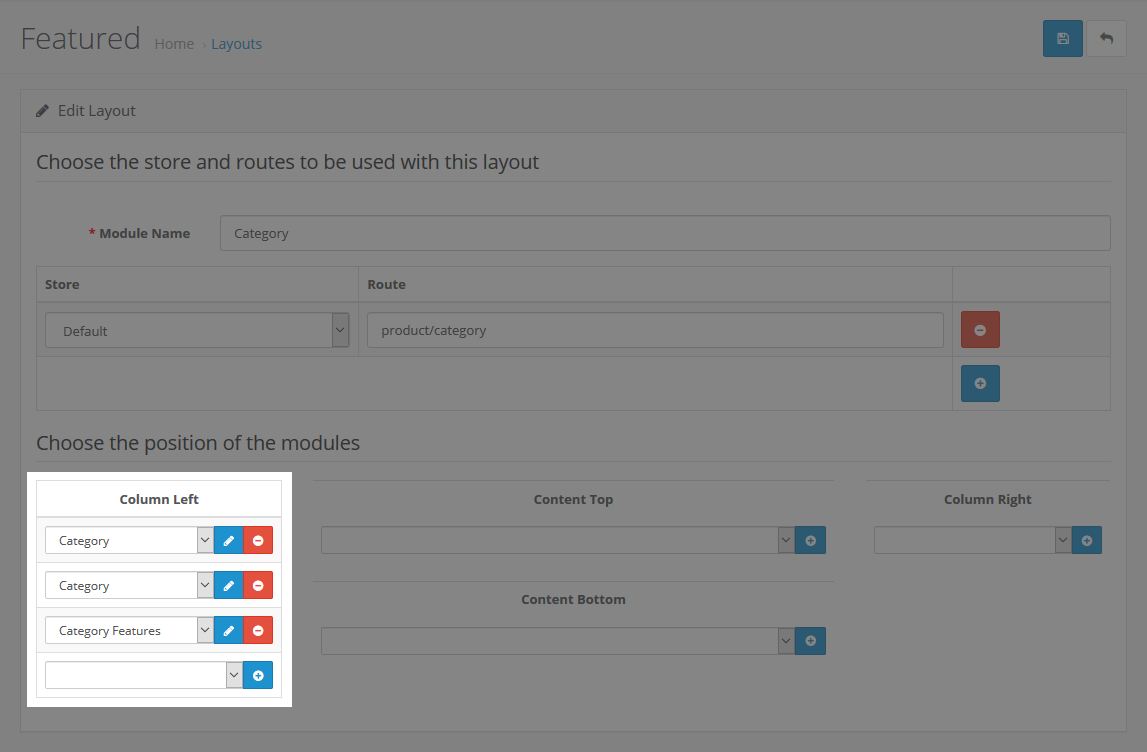 Featured Home › Layouts
Edit Layout
Choose the store and routes to be used with this layout
* Module Name Category
Store Route
Default product/category
Choose the position of the modules
Column Left
Category
Category
Category Features
Content Top
Content Bottom
Column Right